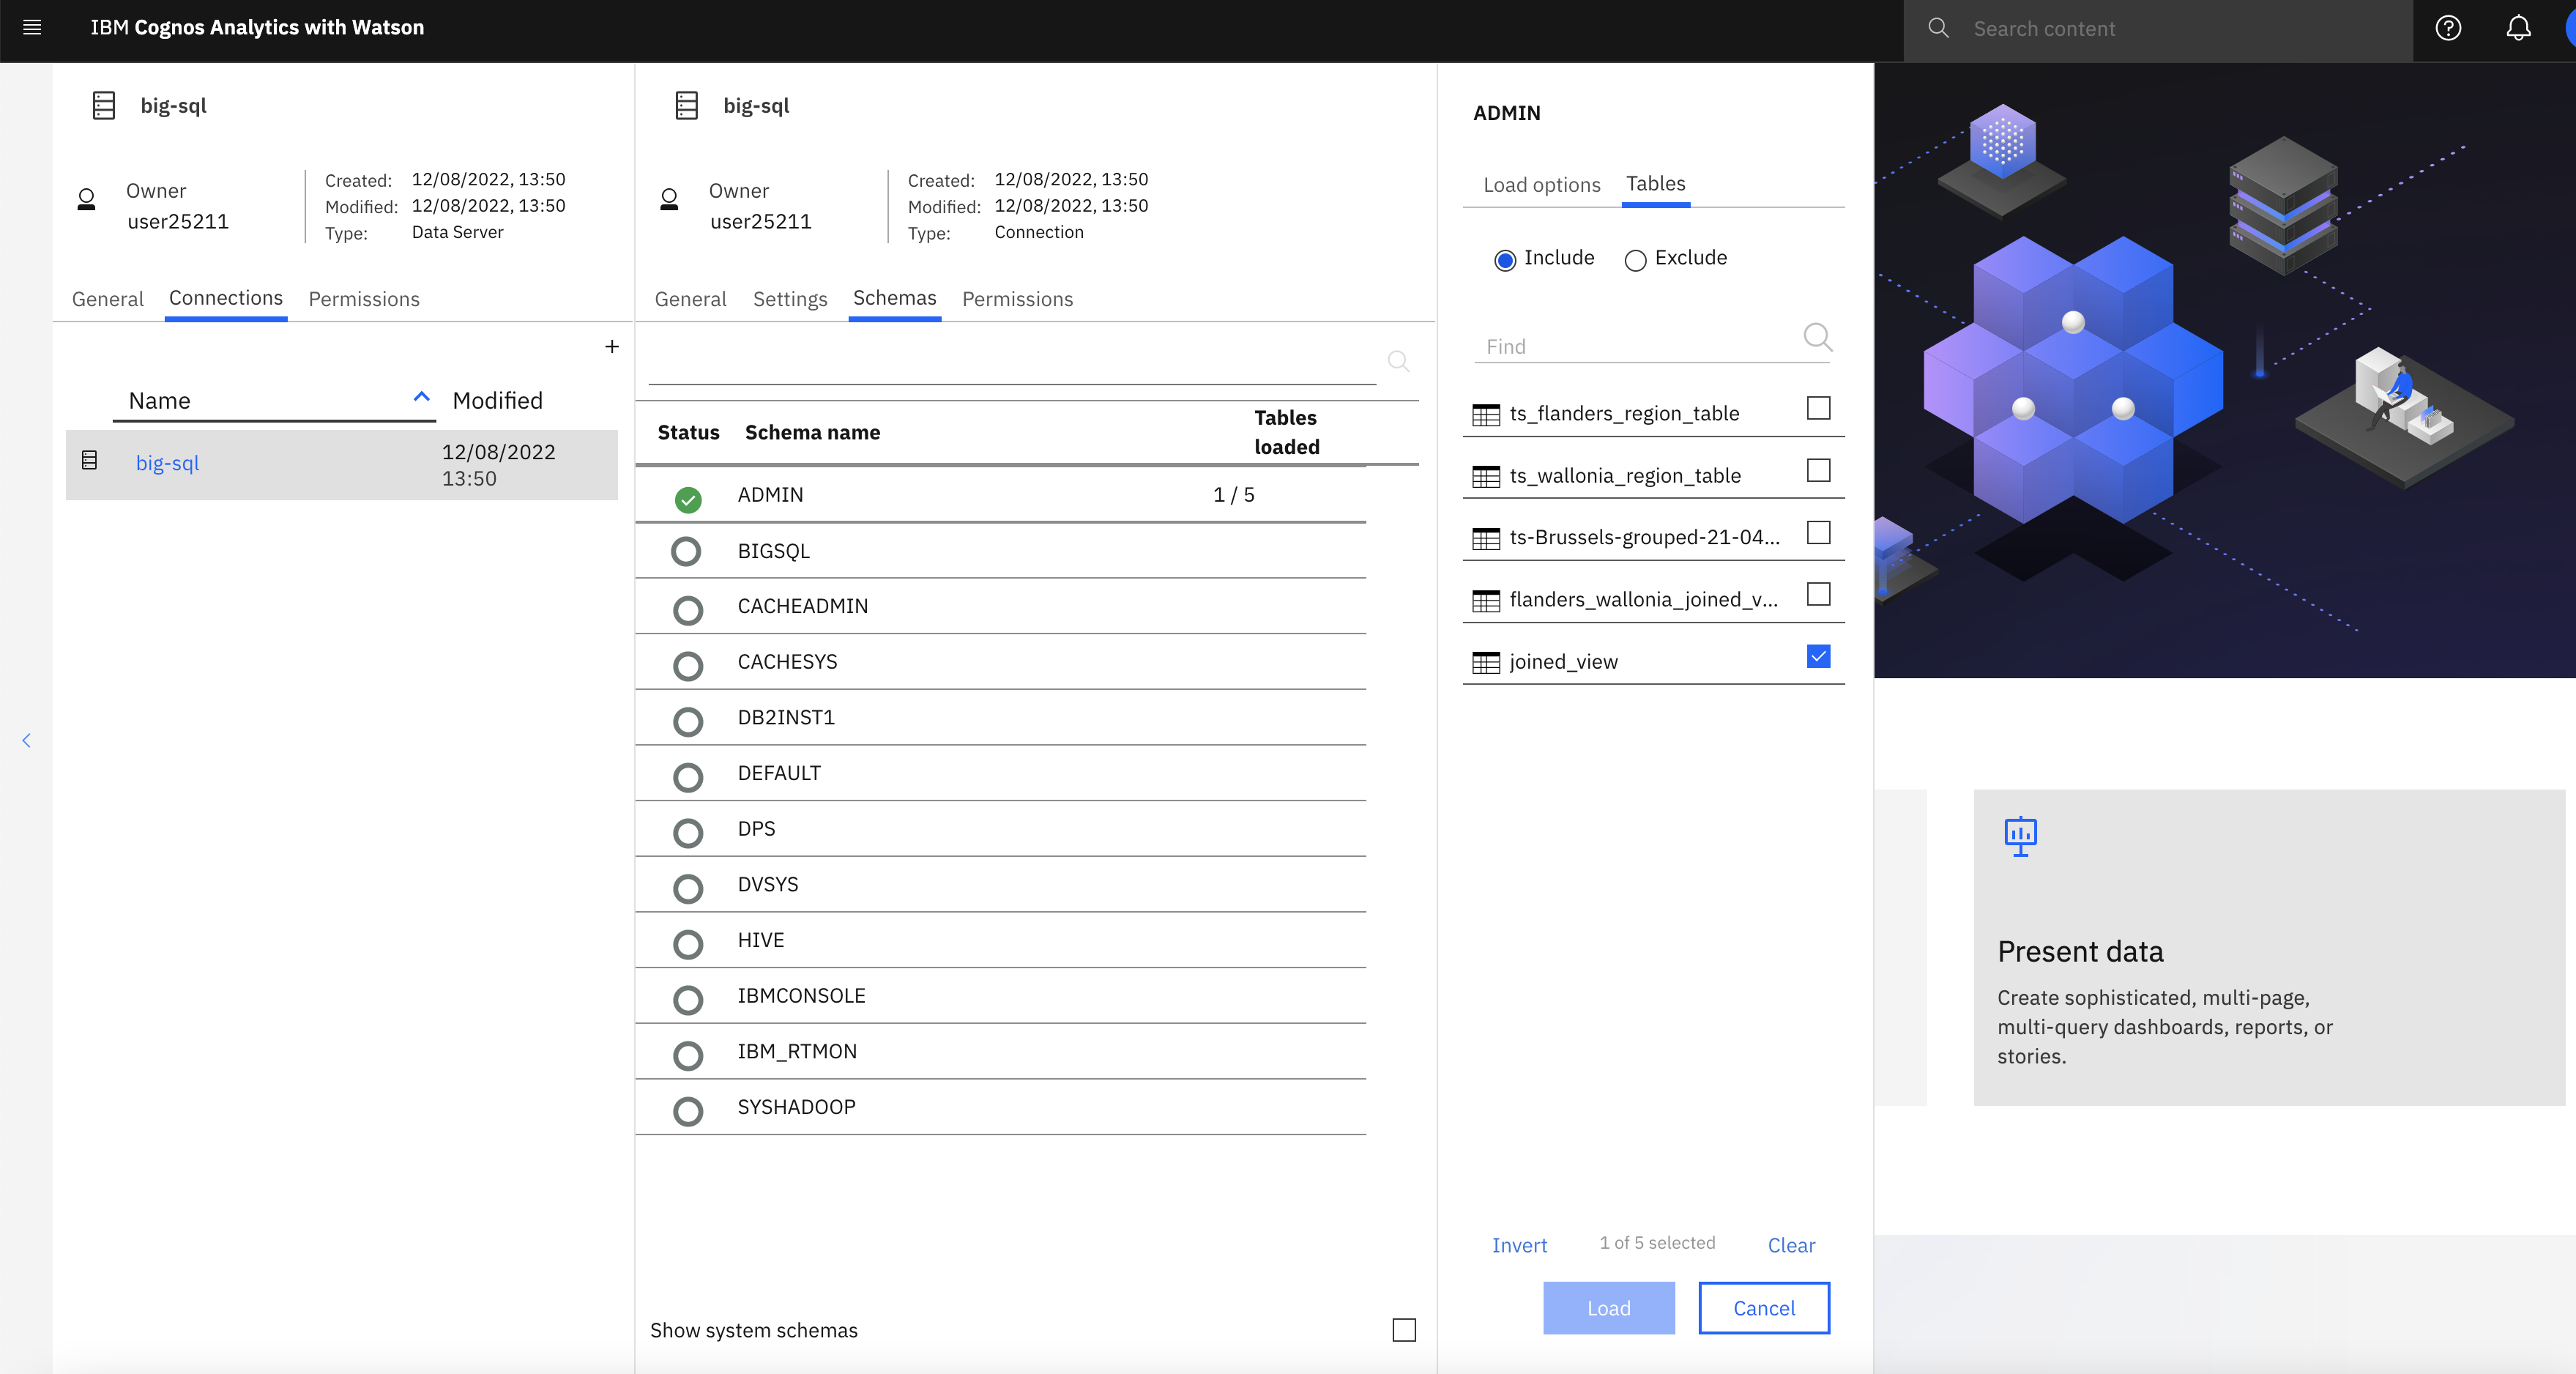 IBM Cognos Analytics with Watson
Search content
big-sql
Owner
user25211
Created: 12/08/2022, 13:50
Modified: 12/08/2022, 13:50
Type: Data Server
General Connections Permissions
+
Name Modified
big-sql 12/08/2022
13:50
big-sql
Owner
user25211
Created: 12/08/2022, 13:50
Modified: 12/08/2022, 13:50
Type: Connection
General Settings Schemas Permissions
Status Schema name Tables
loaded
ADMIN 1 / 5
BIGSQL
CACHEADMIN
CACHESYS
DB2INST1
DEFAULT
DPS
DVSYS
HIVE
IBMCONSOLE
IBM_RTMON
SYSHADOOP
Show system schemas
ADMIN
Load options Tables
Include Exclude
Find
ts_flanders_region_table
ts_wallonia_region_table
ts-Brussels-grouped-21-04...
flanders_wallonia_joined_v...
joined_view
Invert 1 of 5 selected Clear
Load Cancel
Present data
Create sophisticated, multi-page,
multi-query dashboards, reports, or
stories.